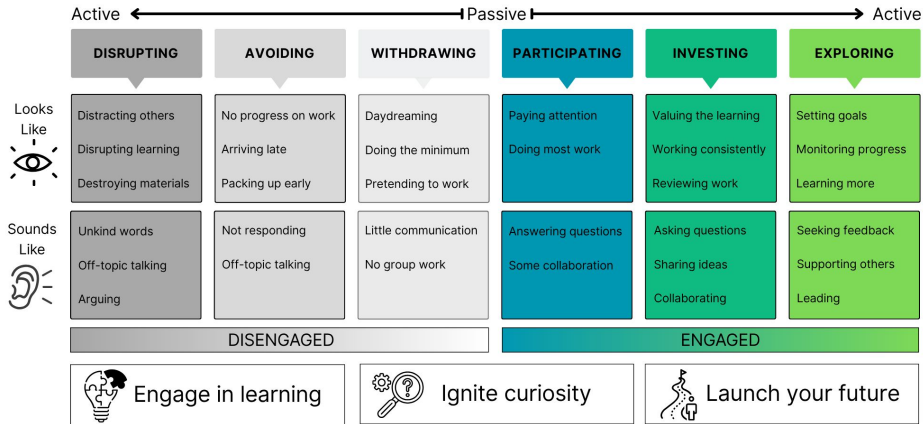 Active Passive Active
DISRUPTING AVOIDING WITHDRAWING PARTICIPATING INVESTING EXPLORING
Looks
Like
Distracting others
Disrupting learning
Destroying materials
No progress on work
Arriving late
Packing up early
Daydreaming
Doing the minimum
Pretending to work
Paying attention
Doing most work
Valuing the learning
Working consistently
Reviewing work
Setting goals
Monitoring progress
Learning more
Sounds
Like
Unkind words
Off-topic talking
Arguing
Not responding
Off-topic talking
Little communication
No group work
Answering questions
Some collaboration
Asking questions
Sharing ideas
Collaborating
Seeking feedback
Supporting others
Leading
DISENGAGED ENGAGED
Engage in learning
Ignite curiosity
Launch your future